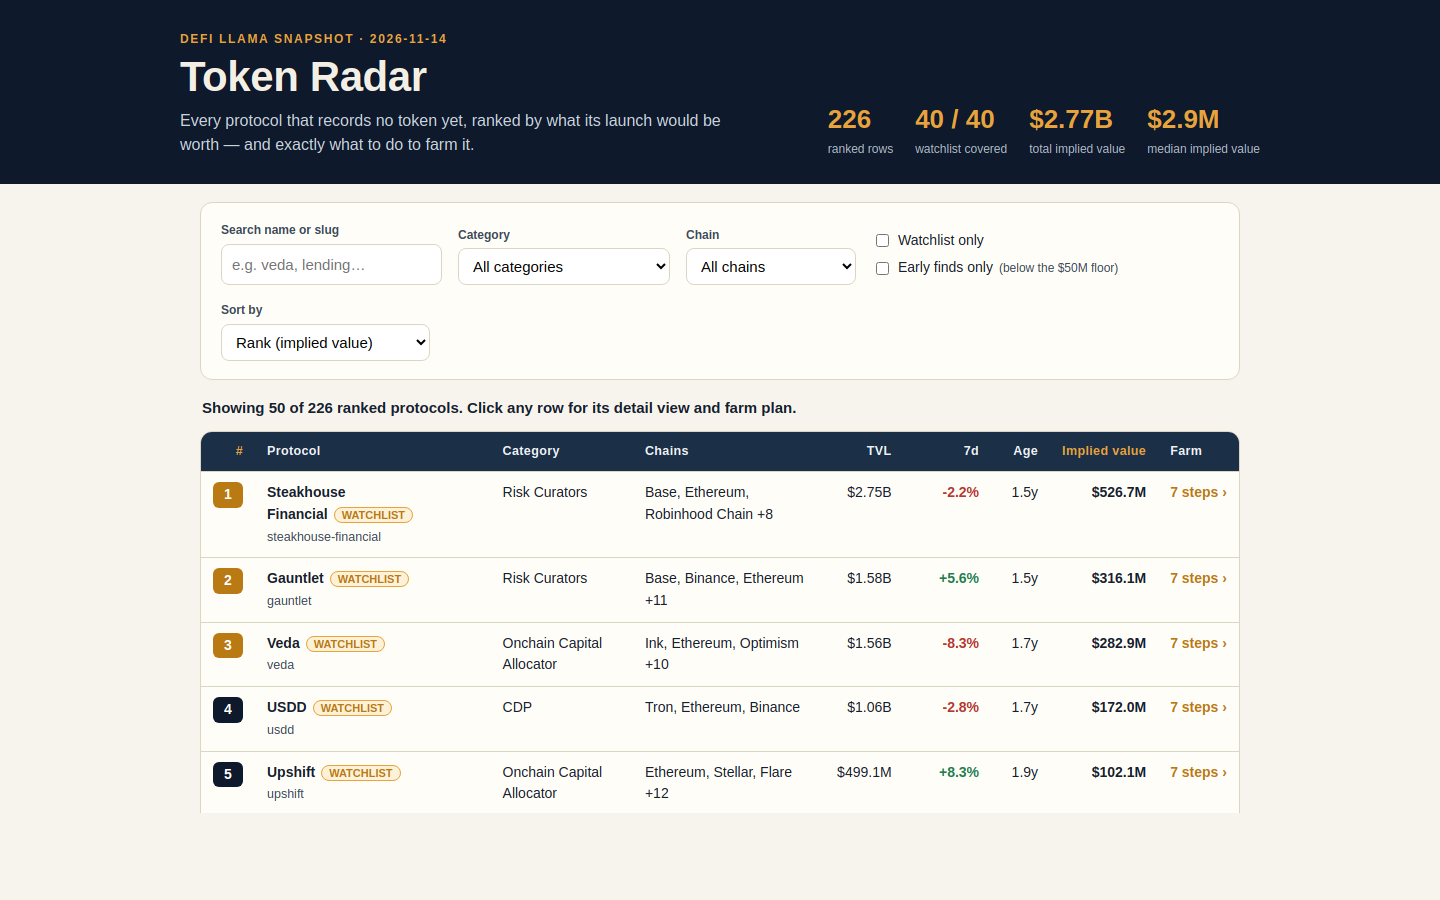 DEFI LLAMA SNAPSHOT · 2026-11-14
Token Radar
Every protocol that records no token yet, ranked by what its launch would be
worth — and exactly what to do to farm it.
226
ranked rows
40 / 40
watchlist covered
$2.77B
total implied value
$2.9M
median implied value
Search name or slug
e.g. veda, lending…
Category
All categories
Chain
All chains
Watchlist only
Early finds only (below the $50M floor)
Sort by
Rank (implied value)
Showing 50 of 226 ranked protocols. Click any row for its detail view and farm plan.
# Protocol Category Chains TVL 7d Age Implied value Farm
1 Steakhouse Risk Curators Base, Ethereum, $2.75B -2.2% 1.5y $526.7M 7 steps ›
Financial WATCHLIST Robinhood Chain +8
steakhouse-financial
2 Gauntlet WATCHLIST Risk Curators Base, Binance, Ethereum $1.58B +5.6% 1.5y $316.1M 7 steps ›
gauntlet +11
3 Veda WATCHLIST Onchain Capital Ink, Ethereum, Optimism $1.56B -8.3% 1.7y $282.9M 7 steps ›
veda Allocator +10
4 USDD WATCHLIST CDP Tron, Ethereum, Binance $1.06B -2.8% 1.7y $172.0M 7 steps ›
usdd
5 Upshift WATCHLIST Onchain Capital Ethereum, Stellar, Flare $499.1M +8.3% 1.9y $102.1M 7 steps ›
upshift Allocator +12